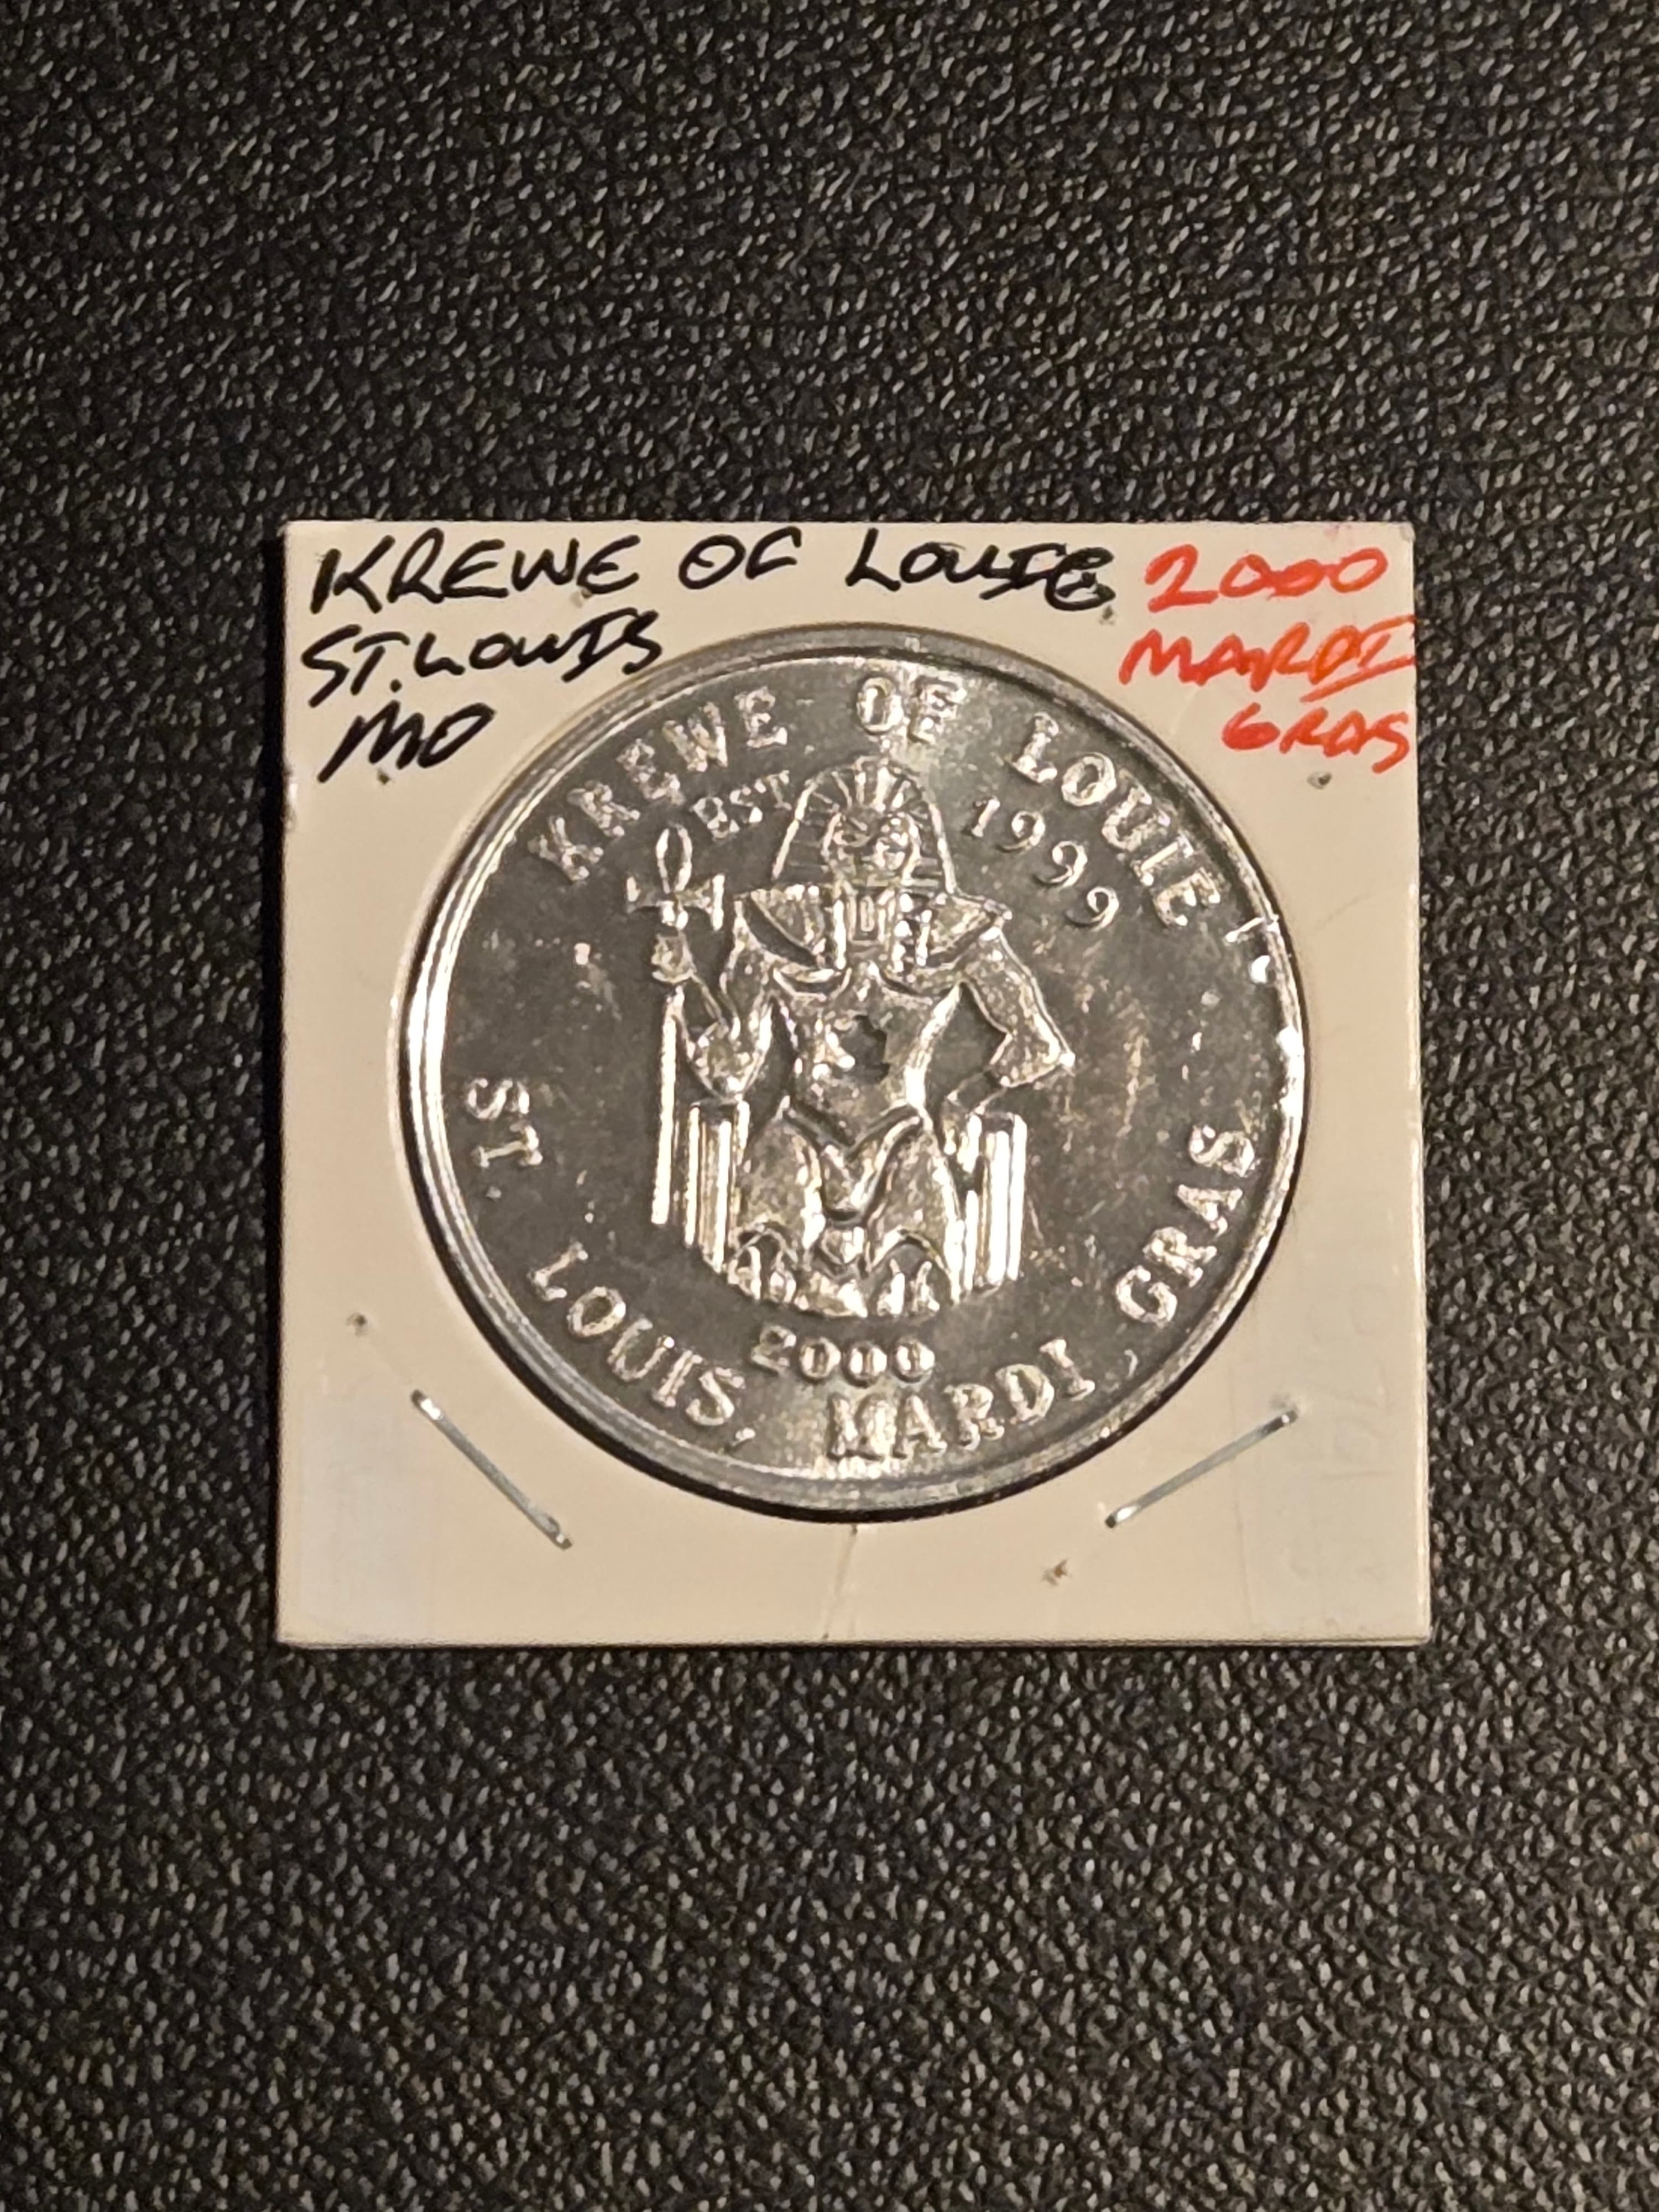 KREWE OF LOUIE
ST. LOUIS
MO
2000
MARDI
GRAS
KREWE OF LOUIE
EST 1999
2000
ST. LOUIS, MARDI GRAS